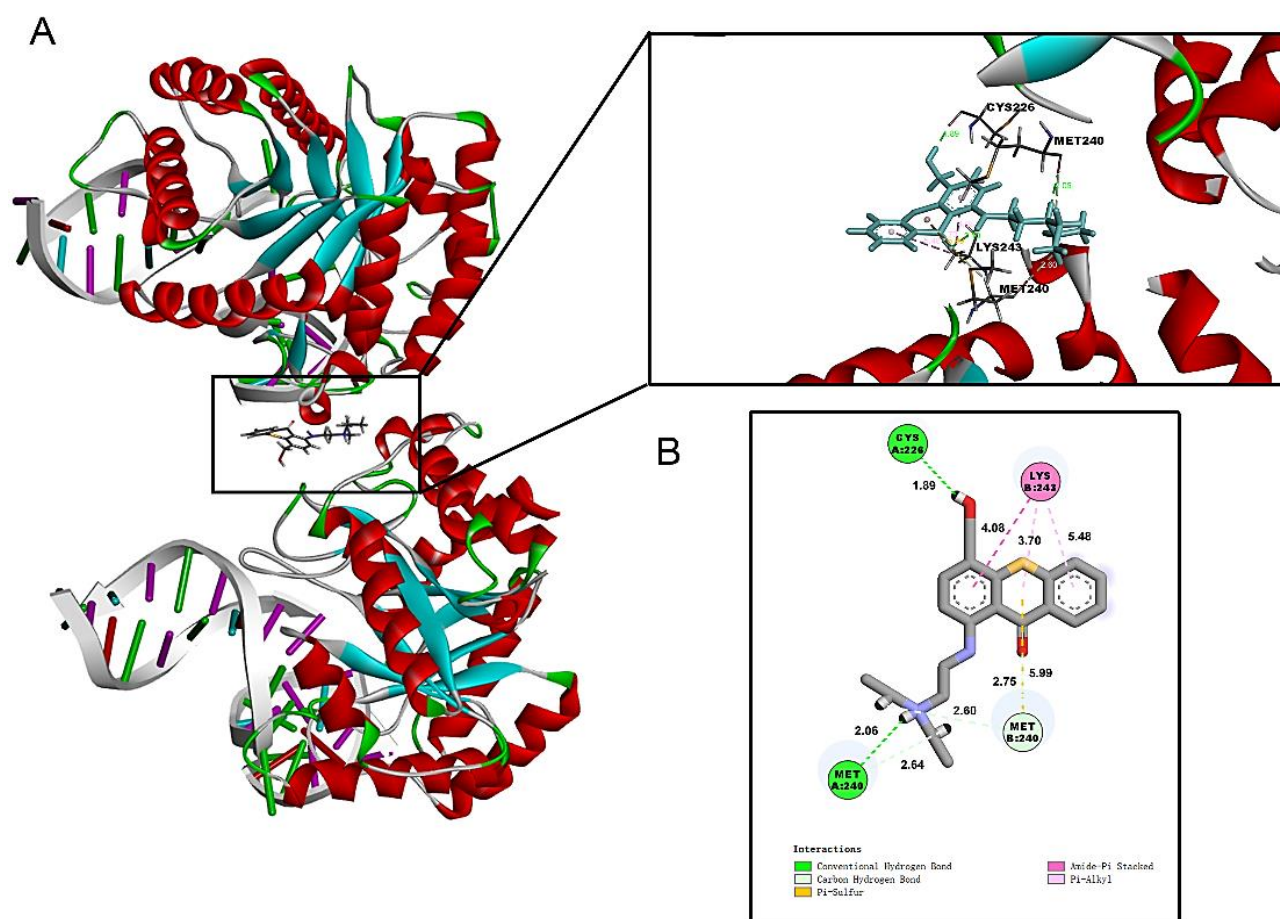 A
CYS226
MET240
LYS243
MET240
2.60
B
CYS
A:226
LYS
B:243
1.89
4.08
3.70
5.48
2.75
5.99
2.60
MET
B:240
2.06
2.64
MET
A:240
Interactions
Conventional Hydrogen Bond
Carbon Hydrogen Bond
Pi-Sulfur
Amide-Pi Stacked
Pi-Alkyl